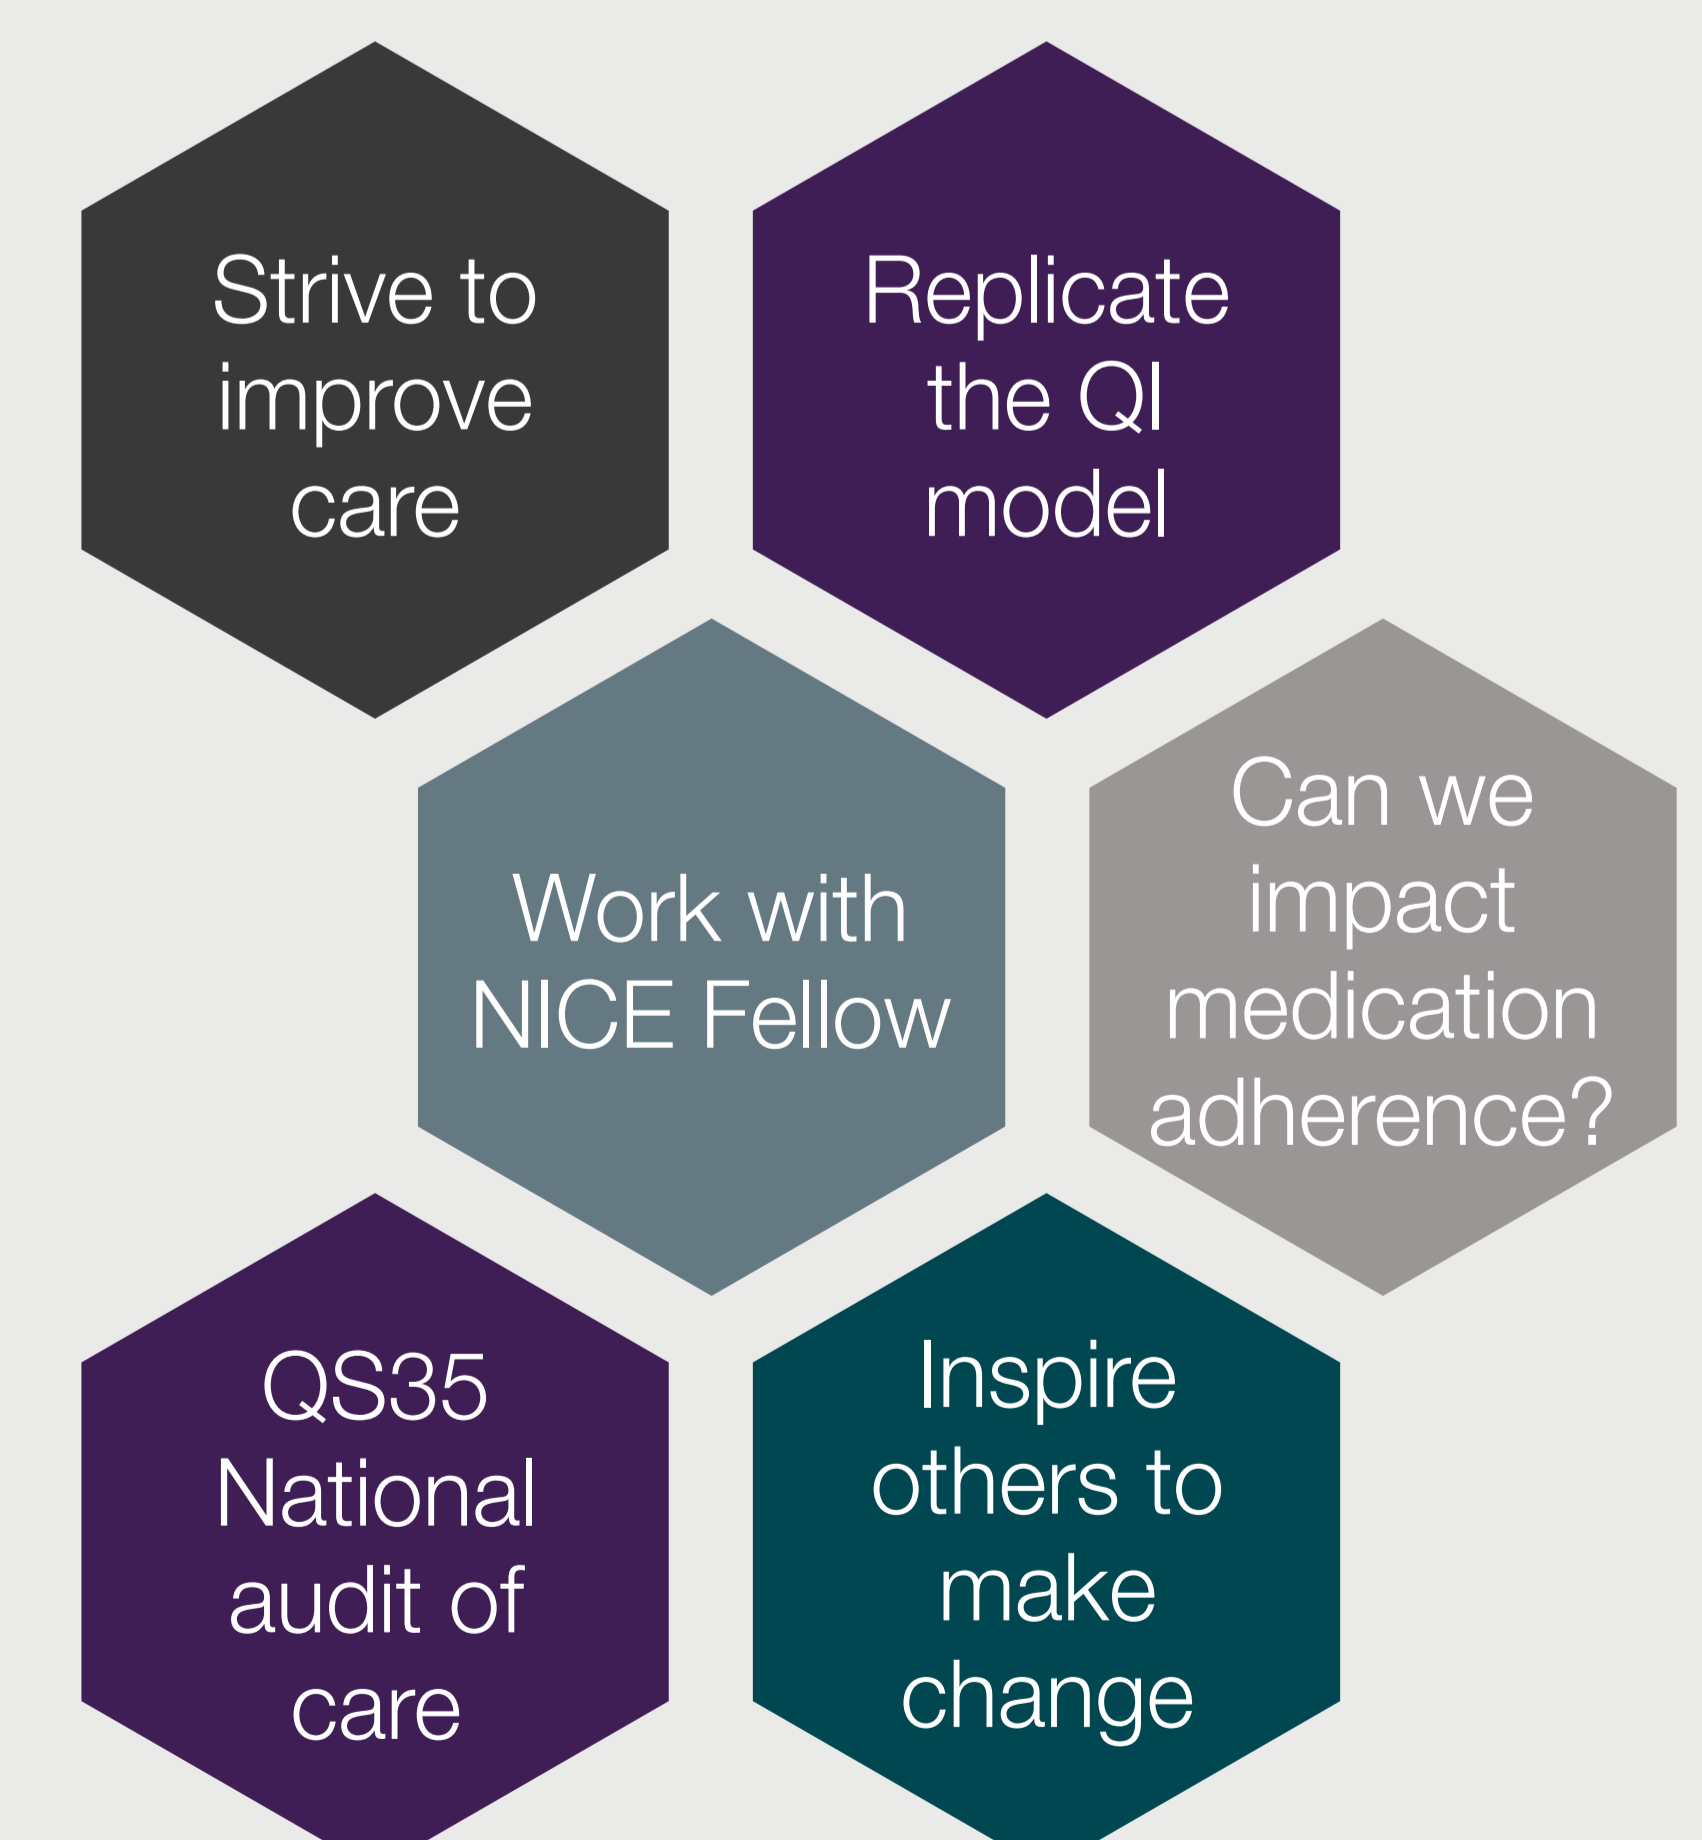 Strive to
improve
care
Replicate
the QI
model
Work with
NICE Fellow
Can we
impact
medication
adherence?
QS35
National
audit of
care
Inspire
others to
make
change